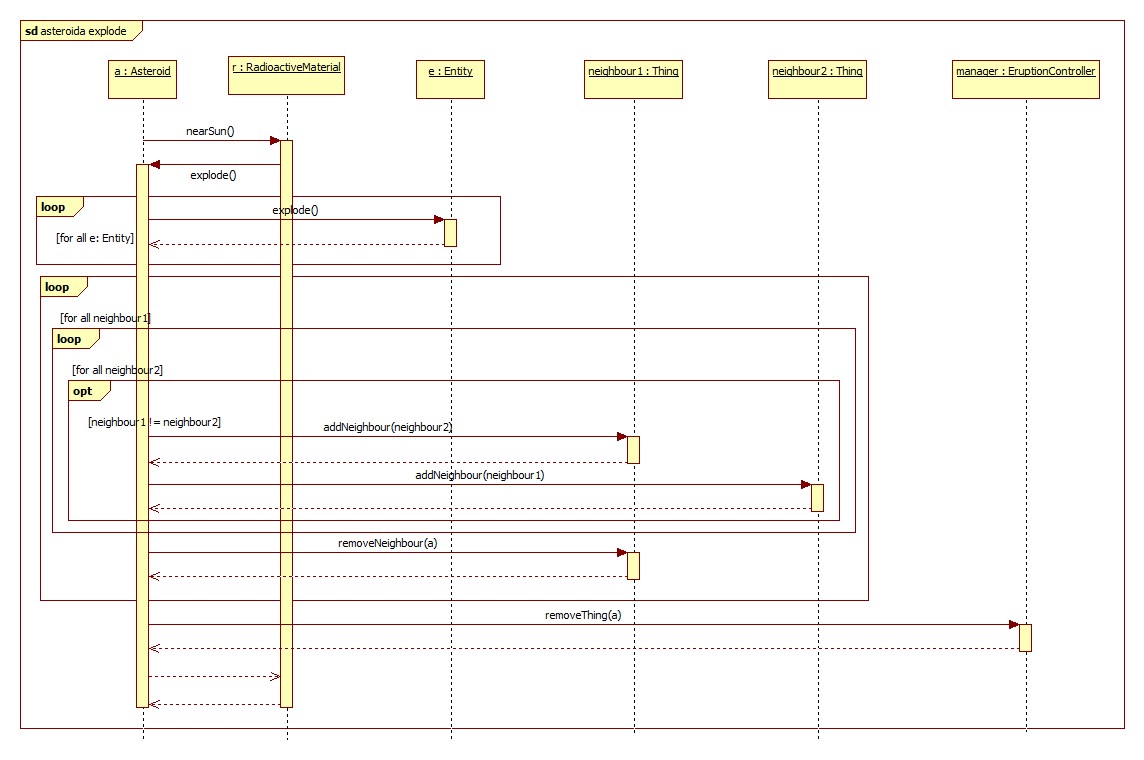 sd asteroida explode
a : Asteroid
r : RadioactiveMaterial
e : Entity
neighbour1 : Thing
neighbour2 : Thing
manager : EruptionController
nearSun()
explode()
loop
explode()
[for all e: Entity]
loop
[for all neighbour1]
loop
[for all neighbour2]
opt
[neighbour1 != neighbour2]
addNeighbour(neighbour2)
addNeighbour(neighbour1)
removeNeighbour(a)
removeThing(a)